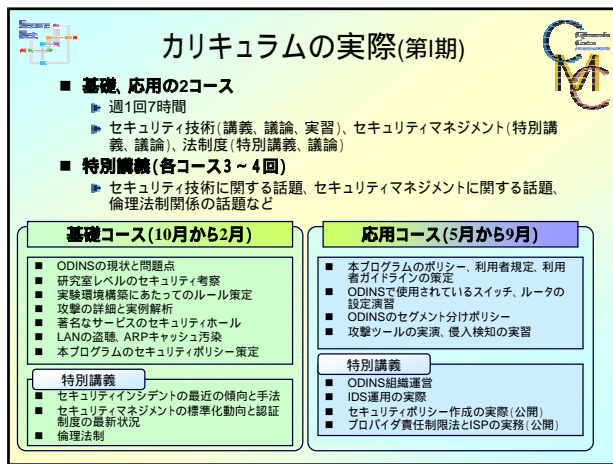 Secure
Net
カリキュラムの実際(第I期)
CMC
■ 基礎、応用の2コース
週1回7時間
セキュリティ技術(講義、議論、実習)、セキュリティマネジメント(特別講
義、議論)、法制度(特別講義、議論)
■ 特別講義(各コース3~4回)
セキュリティ技術に関する話題、セキュリティマネジメントに関する話題、
倫理法制関係の話題など
基礎コース(10月から2月)
■ ODINSの現状と問題点
■ 研究室レベルのセキュリティ考察
■ 実験環境構築にあたってのルール策定
■ 攻撃の詳細と実例解析
■ 著名なサービスのセキュリティホール
■ LANの盗聴、ARPキャッシュ汚染
■ 本プログラムのセキュリティポリシー策定
特別講義
■ セキュリティインシデントの最近の傾向と手法
■ セキュリティマネジメントの標準化動向と認証
制度の最新状況
■ 倫理法制
応用コース(5月から9月)
■ 本プログラムのポリシー、利用者規定、利用
者ガイドラインの策定
■ ODINSで使用されているスイッチ、ルータの
設定演習
■ ODINSのセグメント分けポリシー
■ 攻撃ツールの実演、侵入検知の実習
特別講義
■ ODINS組織運営
■ IDS運用の実際
■ セキュリティポリシー作成の実際(公開)
■ プロバイダ責任制限法とISPの実務(公開)